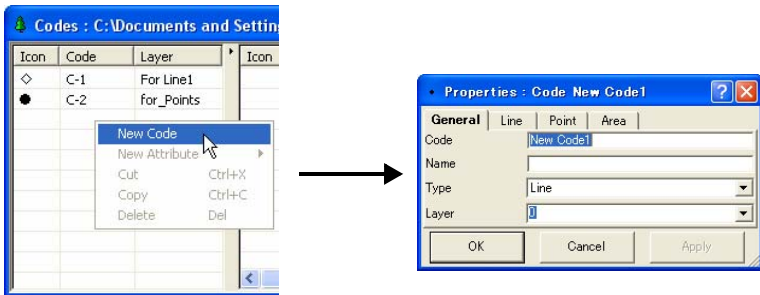 Codes : C:\Documents and Settin
Icon Code Layer Icon
C-1 For Line1
C-2 for_Points
New Code
New Attribute
Cut Ctrl+X
Copy Ctrl+C
Delete Del
Properties : Code New Code1
General Line Point Area
Code New Code1
Name
Type Line
Layer 0
OK Cancel Apply